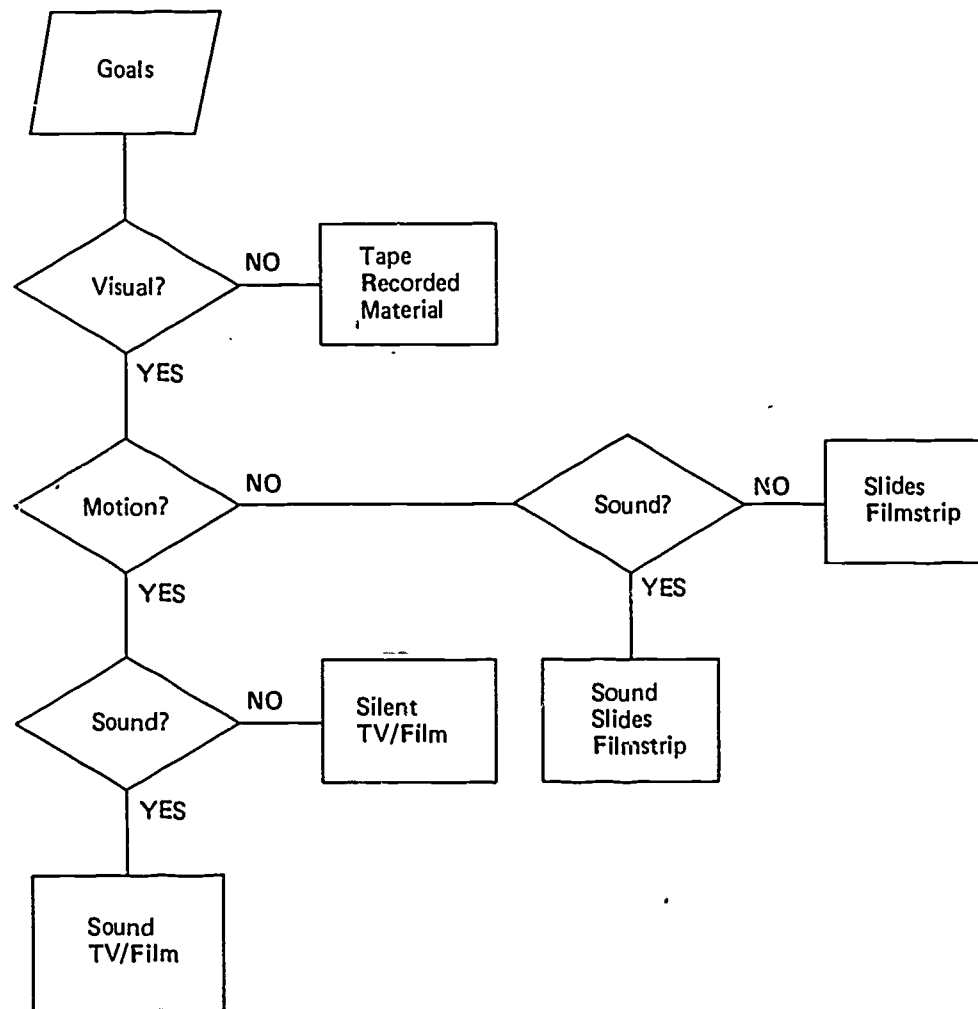 Goals
Visual?
NO
Tape
Recorded
Material
YES
Motion?
NO
Sound?
NO
Slides
Filmstrip
YES
YES
Sound?
NO
Silent
TV/Film
Sound
Slides
Filmstrip
YES
Sound
TV/Film